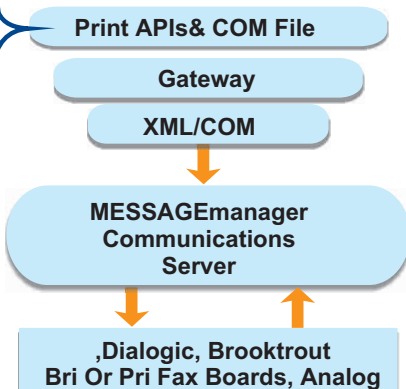 Print APIs& COM File
Gateway
XML/COM
MESSAGEmanager
Communications
Server
,Dialogic, Brooktrout
Bri Or Pri Fax Boards, Analog